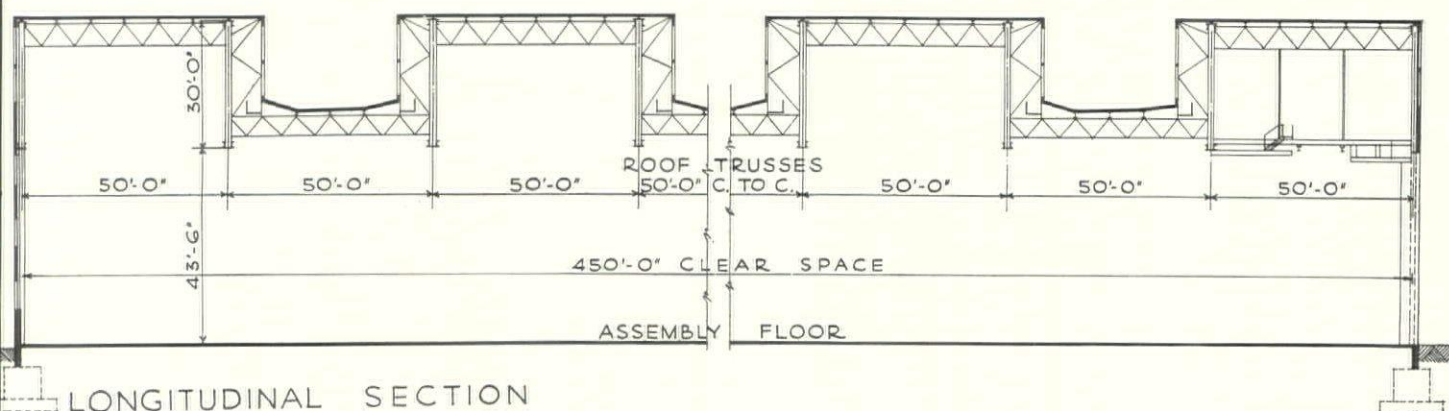 30'-0"
ROOF TRUSSES
50'-0" 50'-0" 50'-0" 50'-0" C. TO C. 50'-0" 50'-0" 50'-0"
43'-6"
450'-0" CLEAR SPACE
ASSEMBLY FLOOR
LONGITUDINAL SECTION